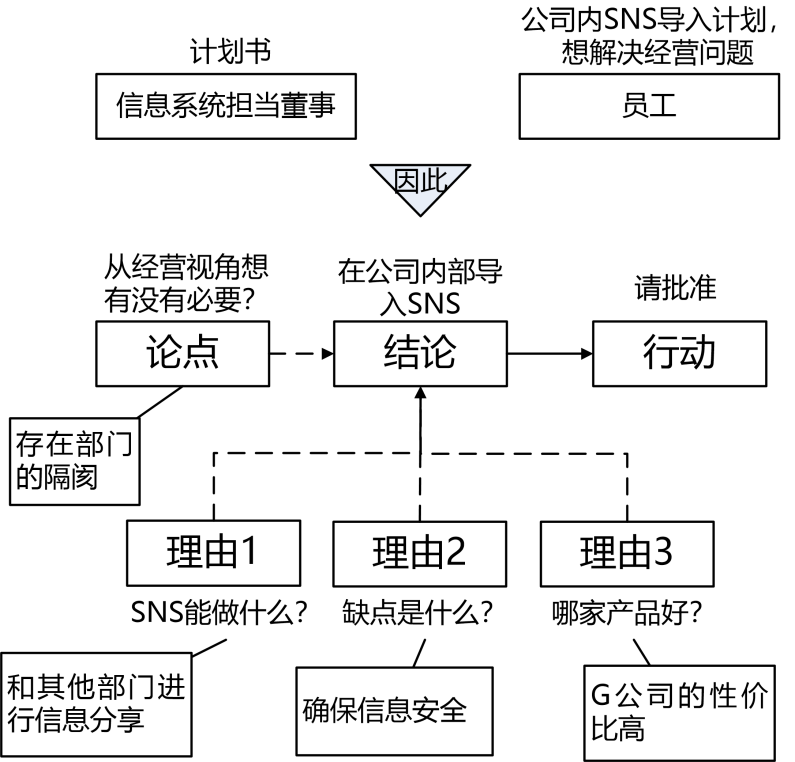 计划书
公司内SNS导入计划，
想解决经营问题
信息系统担当董事
员工
因此
从经营视角想
有没有必要？
在公司内部导
入SNS
请批准
论点
结论
行动
存在部门
的隔阂
理由1
理由2
理由3
SNS能做什么？
缺点是什么？
哪家产品好？
和其他部门进
行信息分享
确保信息安全
G公司的性价
比高